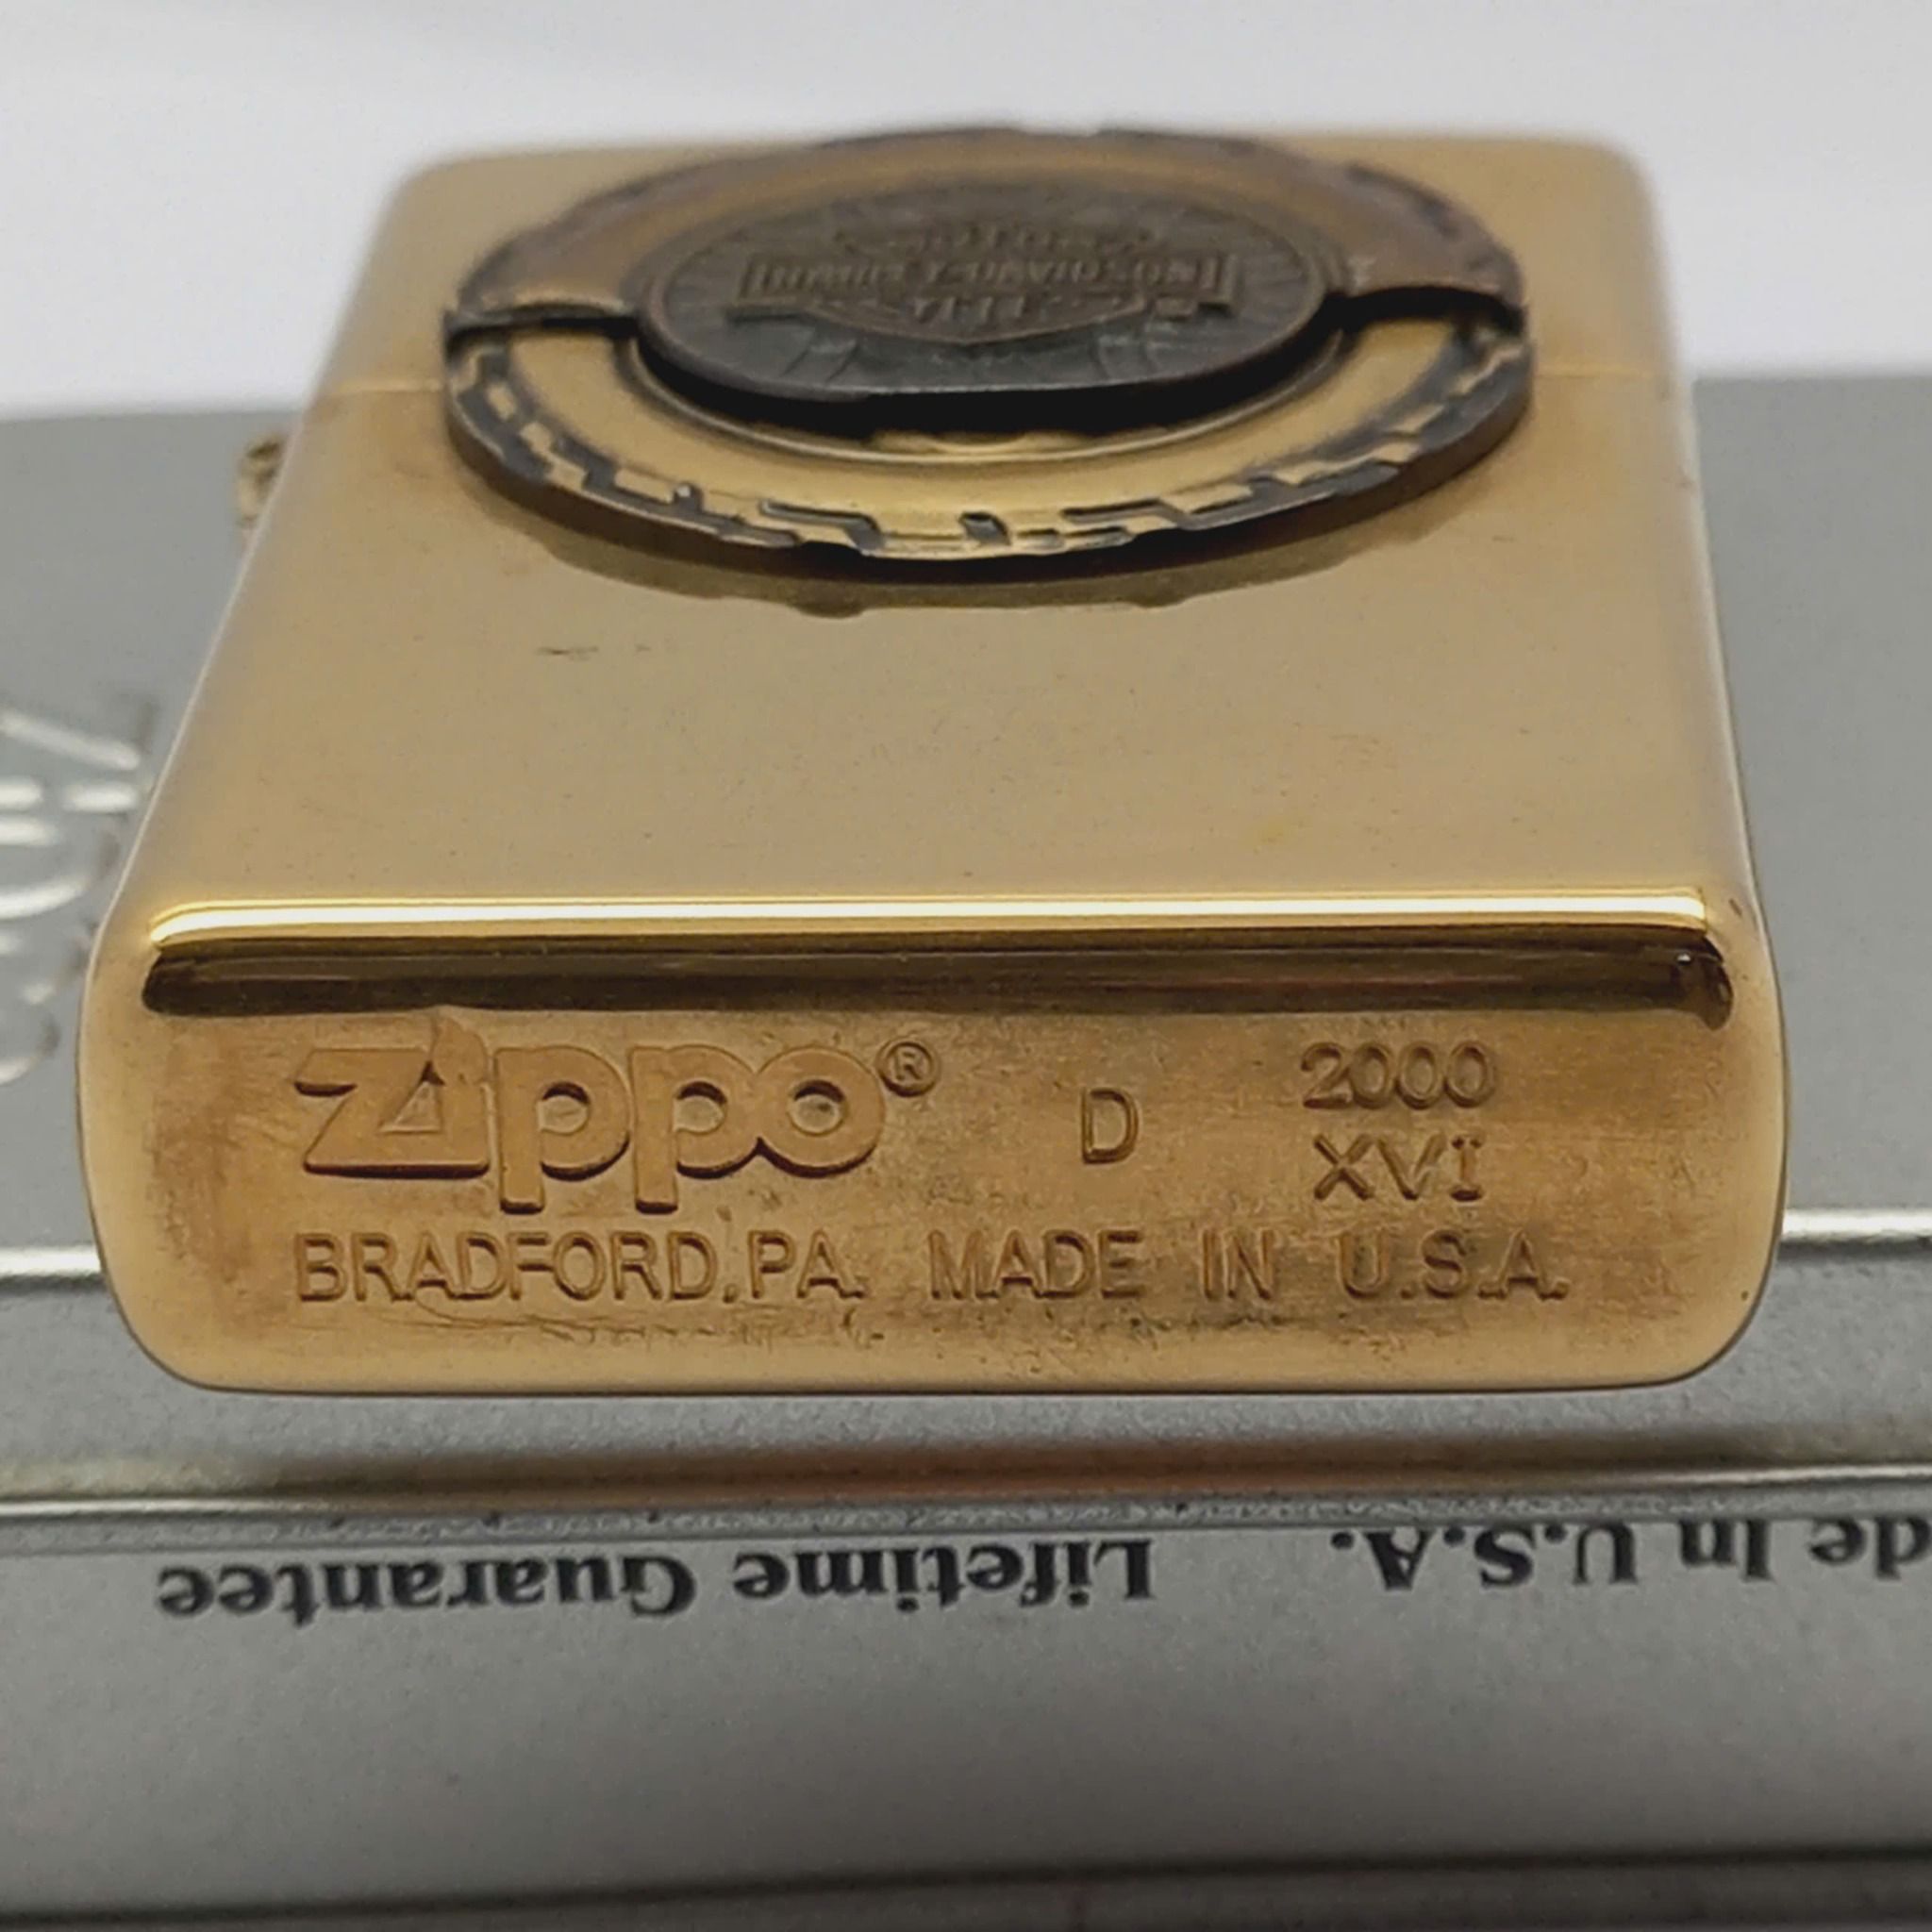 Zippo® D 2000
XVI
BRADFORD,PA. MADE IN U.S.A.
de In U.S.A. Lifetime Guarantee